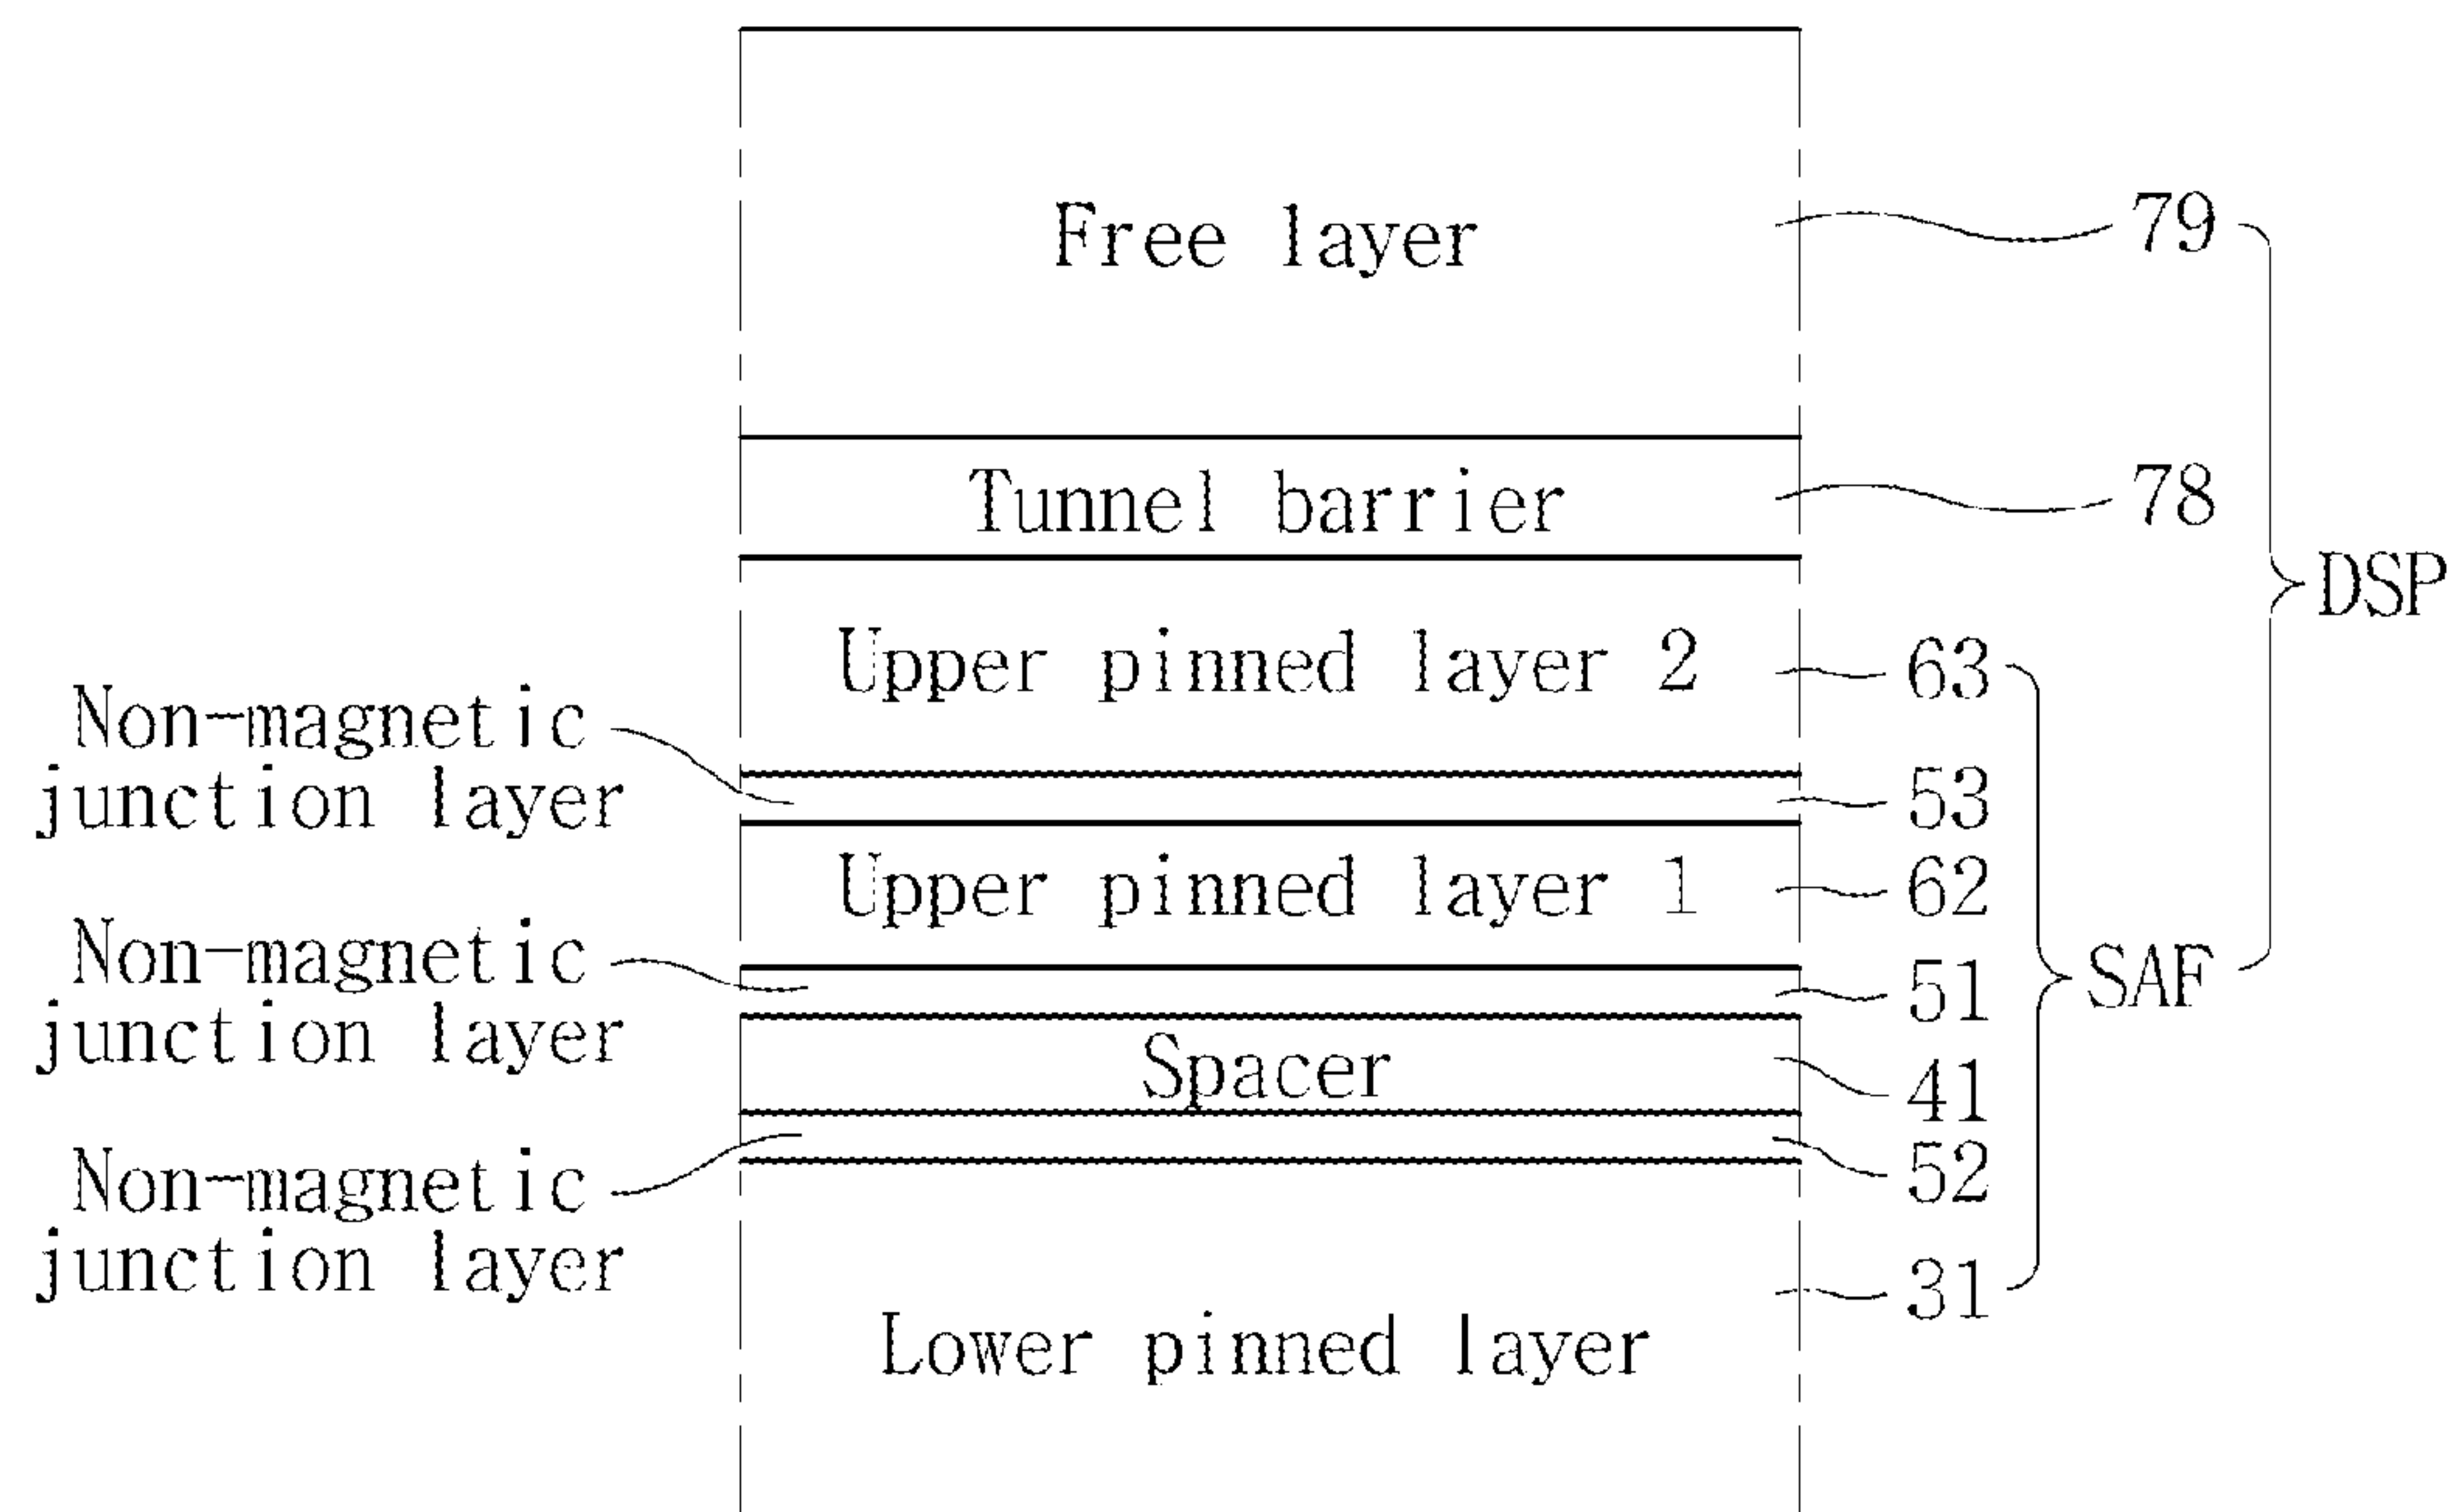 Free layer
79
Tunnel barrier
78
DSP
Upper pinned layer 2
63
Non-magnetic
junction layer
53
Upper pinned layer 1
62
Non-magnetic
junction layer
51
SAF
Spacer
41
Non-magnetic
junction layer
52
31
Lower pinned layer